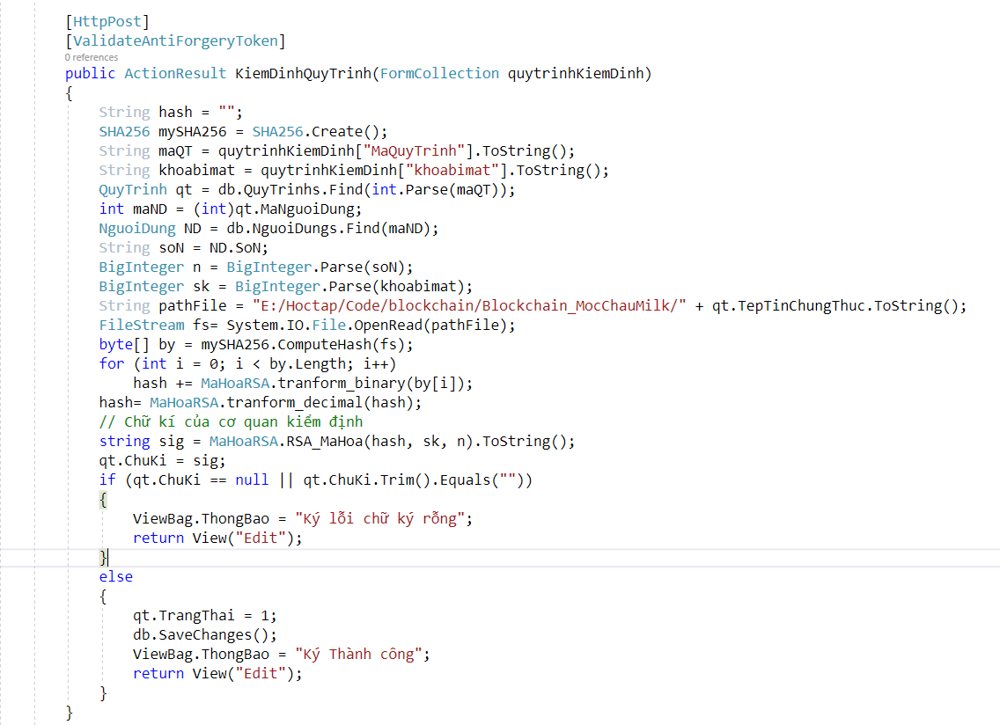 [HttpPost]
[ValidateAntiForgeryToken]
0 references
public ActionResult KiemDinhQuyTrinh(FormCollection quytrinhKiemDinh)
{
String hash = "";
SHA256 mySHA256 = SHA256.Create();
String maQT = quytrinhKiemDinh["MaQuyTrinh"].ToString();
String khoabimat = quytrinhKiemDinh["khoabimat"].ToString();
QuyTrinh qt = db.QuyTrinhs.Find(int.Parse(maQT));
int maND = (int)qt.MaNguoiDung;
NguoiDung ND = db.NguoiDungs.Find(maND);
String soN = ND.SoN;
BigInteger n = BigInteger.Parse(soN);
BigInteger sk = BigInteger.Parse(khoabimat);
String pathFile = "E:/Hoctap/Code/blockchain/Blockchain_MocChauMilk/" + qt.TepTinChungThuc.ToString();
FileStream fs= System.IO.File.OpenRead(pathFile);
byte[] by = mySHA256.ComputeHash(fs);
for (int i = 0; i < by.Length; i++)
hash += MaHoaRSA.tranform_binary(by[i]);
hash= MaHoaRSA.tranform_decimal(hash);
// Chữ kí của cơ quan kiểm định
string sig = MaHoaRSA.RSA_MaHoa(hash, sk, n).ToString();
qt.ChuKi = sig;
if (qt.ChuKi == null || qt.ChuKi.Trim().Equals(""))
{
ViewBag.ThongBao = "Ký lỗi chữ ký rỗng";
return View("Edit");
}
else
{
qt.TrangThai = 1;
db.SaveChanges();
ViewBag.ThongBao = "Ký Thành công";
return View("Edit");
}
}